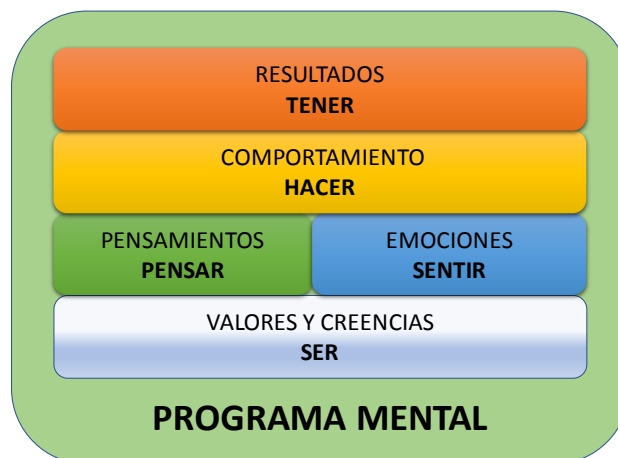 RESULTADOS
TENER
COMPORTAMIENTO
HACER
PENSAMIENTOS
PENSAR
EMOCIONES
SENTIR
VALORES Y CREENCIAS
SER
PROGRAMA MENTAL